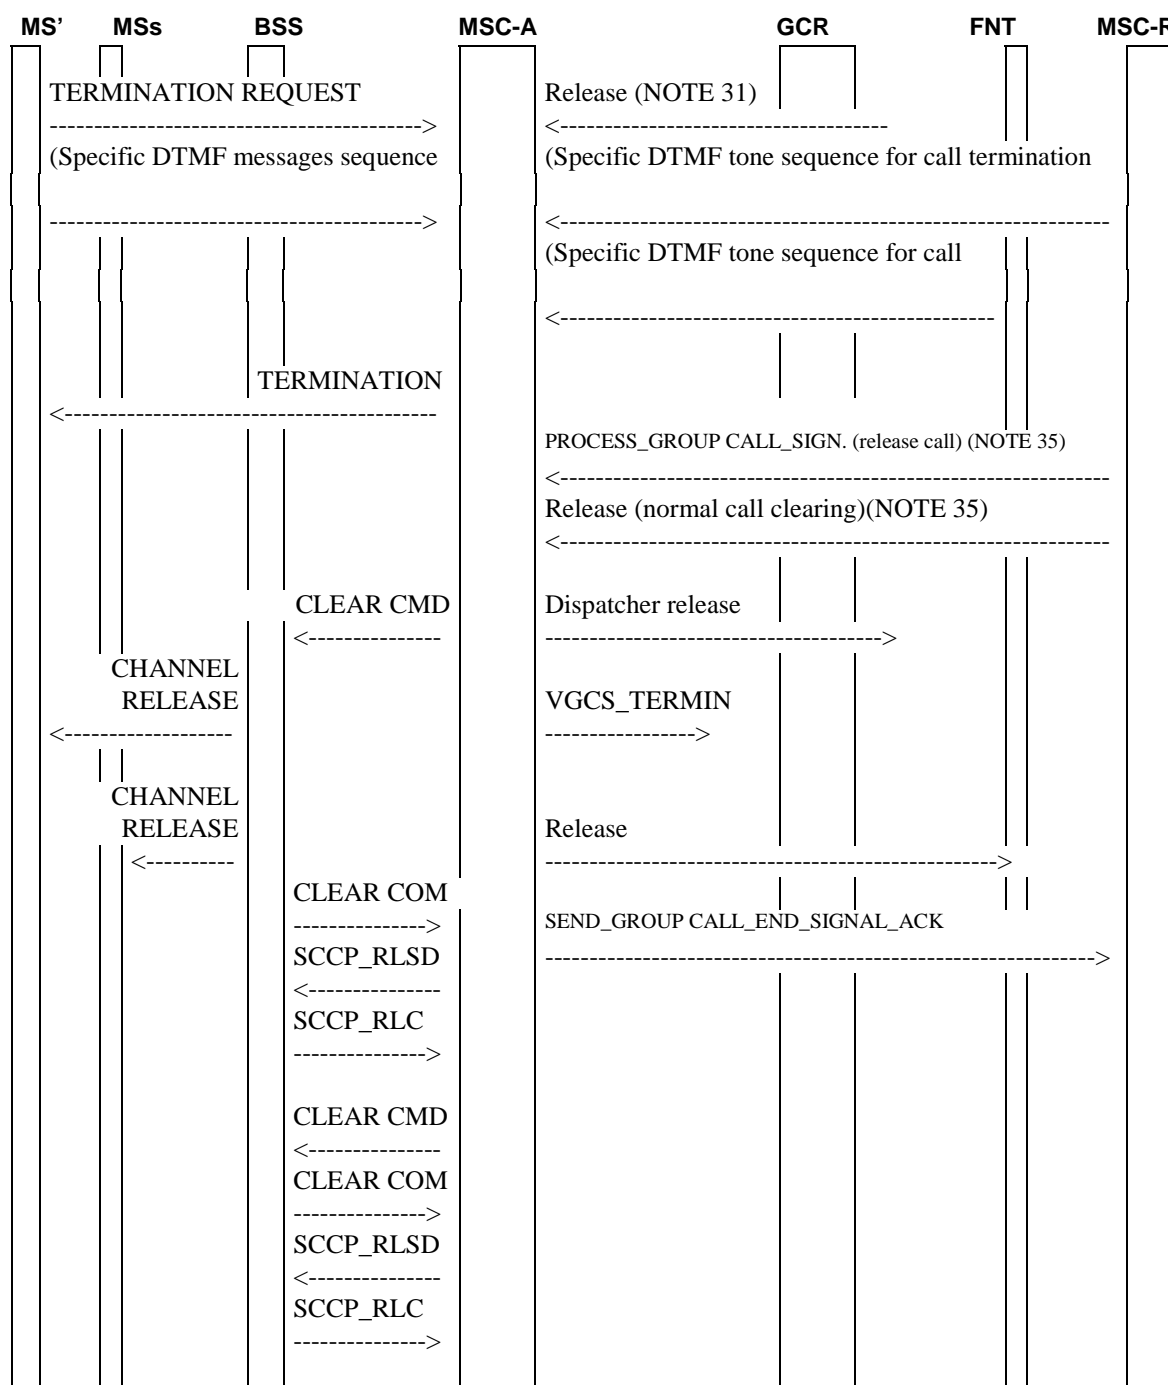 MS’ MSs BSS MSC-A GCR FNT MSC-R
TERMINATION REQUEST Release (NOTE 31)
---> <---
(Specific DTMF messages sequence (Specific DTMF tone sequence for call termination
---> <---
(Specific DTMF tone sequence for call
<---
TERMINATION
<---
PROCESS_GROUP CALL_SIGN. (release call) (NOTE 35)
<---
Release (normal call clearing)(NOTE 35)
<---
CLEAR CMD Dispatcher release
<--- --->
CHANNEL
RELEASE VGCS_TERMIN
<--- --->
CHANNEL
RELEASE Release
<--- --->
CLEAR COM
SEND_GROUP CALL_END_SIGNAL_ACK
--->
SCCP_RLSD
--->
<---
SCCP_RLC
--->
CLEAR CMD
<---
CLEAR COM
--->
SCCP_RLSD
<---
SCCP_RLC
--->